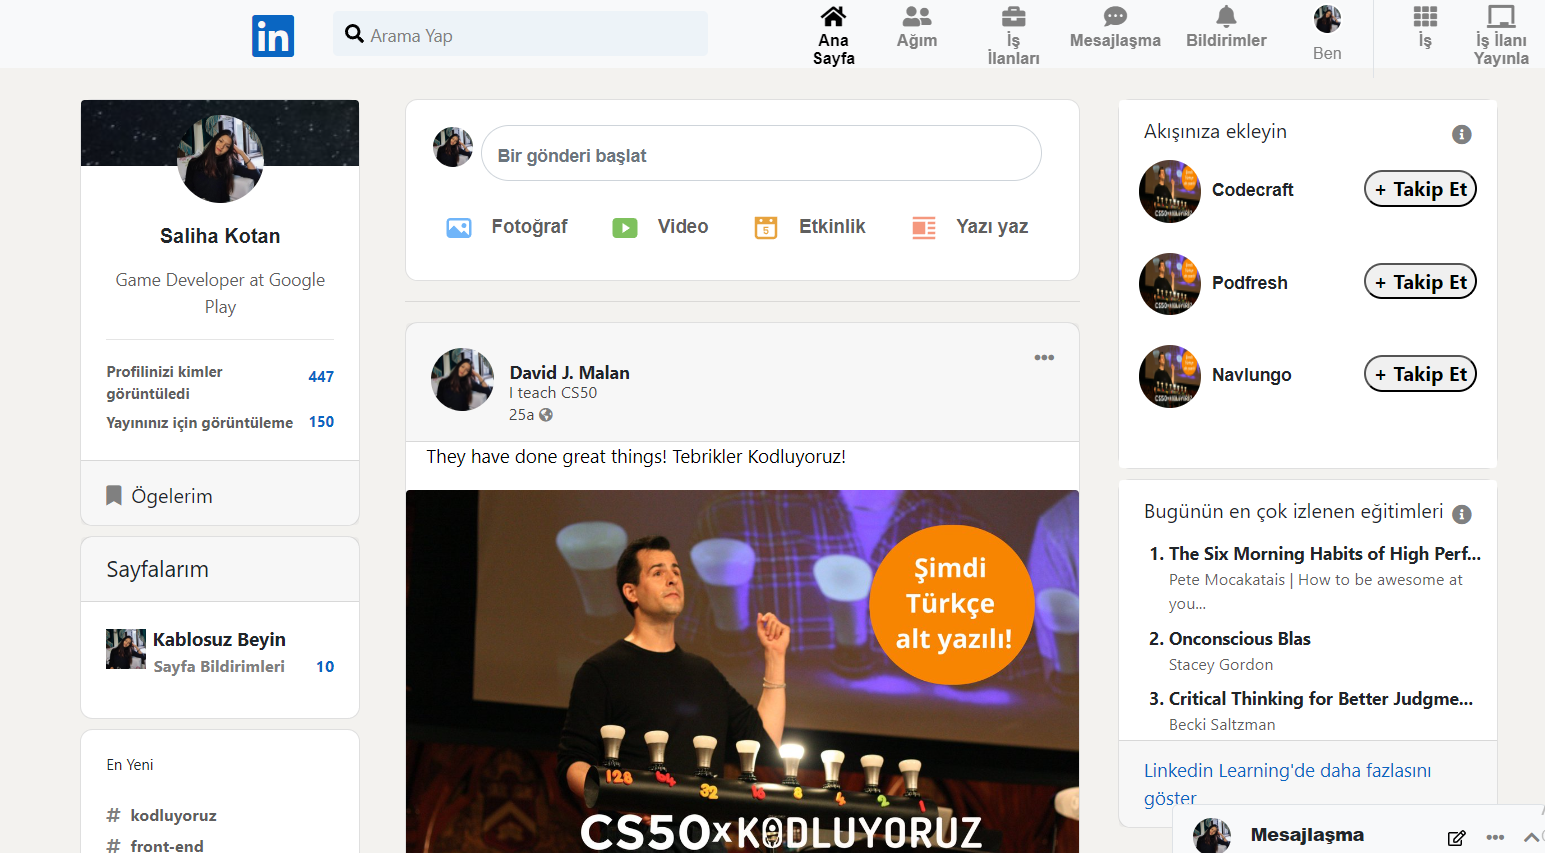 in
Arama Yap
Ana
Sayfa
Ağım
İş
İlanları
Mesajlaşma
Bildirimler
Ben
İş
İş İlanı
Yayınla
Saliha Kotan
Game Developer at Google
Play
Profilinizi kimler
görüntüledi
447
Yayınınız için görüntüleme
150
Ögelerim
Sayfalarım
Kablosuz Beyin
Sayfa Bildirimleri
10
En Yeni
# kodluyoruz
# front-end
Bir gönderi başlat
Fotoğraf
Video
5
Etkinlik
Yazı yaz
David J. Malan
I teach CS50
25a
They have done great things! Tebrikler Kodluyoruz!
Şimdi
Türkçe
alt yazılı!
128 64 32 16 8 4 2 1
CS50xKODLUYORUZ
Akışınıza ekleyin
Codecraft
+ Takip Et
Podfresh
+ Takip Et
Navlungo
+ Takip Et
Bugünün en çok izlenen eğitimleri
1. The Six Morning Habits of High Perf...
Pete Mocakatais | How to be awesome at
you...
2. Onconscious Blas
Stacey Gordon
3. Critical Thinking for Better Judgme...
Becki Saltzman
Linkedin Learning'de daha fazlasını
göster
Mesajlaşma